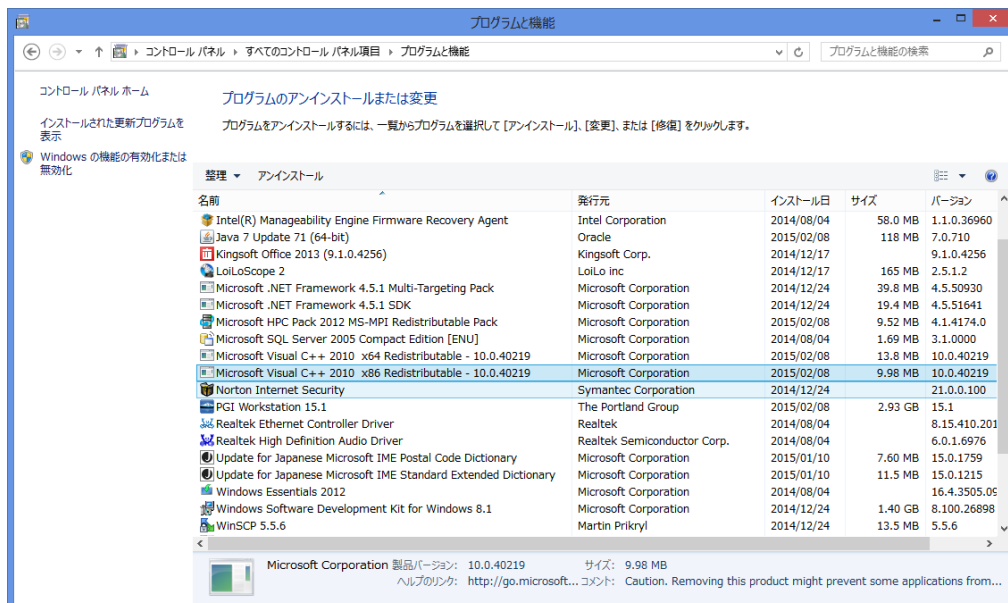 プログラムと機能
コントロール パネル ▸ すべてのコントロール パネル項目 ▸ プログラムと機能
プログラムと機能の検索
コントロール パネル ホーム
インストールされた更新プログラムを
表示
Windows の機能の有効化または
無効化
プログラムのアンインストールまたは変更
プログラムをアンインストールするには、一覧からプログラムを選択して [アンインストール]、[変更]、または [修復] をクリックします。
整理 アンインストール
名前 発行元 インストール日 サイズ バージョン
Intel(R) Manageability Engine Firmware Recovery Agent Intel Corporation 2014/08/04 58.0 MB 1.1.0.36960
Java 7 Update 71 (64-bit) Oracle 2015/02/08 118 MB 7.0.710
Kingsoft Office 2013 (9.1.0.4256) Kingsoft Corp. 2014/12/17 9.1.0.4256
LoiLoScope 2 LoiLo inc 2014/12/17 165 MB 2.5.1.2
Microsoft .NET Framework 4.5.1 Multi-Targeting Pack Microsoft Corporation 2014/12/24 39.8 MB 4.5.50930
Microsoft .NET Framework 4.5.1 SDK Microsoft Corporation 2014/12/24 19.4 MB 4.5.51641
Microsoft HPC Pack 2012 MS-MPI Redistributable Pack Microsoft Corporation 2015/02/08 9.52 MB 4.1.4174.0
Microsoft SQL Server 2005 Compact Edition [ENU] Microsoft Corporation 2014/08/04 1.69 MB 3.1.0000
Microsoft Visual C++ 2010 x64 Redistributable - 10.0.40219 Microsoft Corporation 2015/02/08 13.8 MB 10.0.40219
Microsoft Visual C++ 2010 x86 Redistributable - 10.0.40219 Microsoft Corporation 2015/02/08 9.98 MB 10.0.40219
Norton Internet Security Symantec Corporation 2014/12/24 21.0.0.100
PGI Workstation 15.1 The Portland Group 2015/02/08 2.93 GB 15.1
Realtek Ethernet Controller Driver Realtek 2014/08/04 8.15.410.201
Realtek High Definition Audio Driver Realtek Semiconductor Corp. 2014/08/04 6.0.1.6976
Update for Japanese Microsoft IME Postal Code Dictionary Microsoft Corporation 2015/01/10 7.60 MB 15.0.1759
Update for Japanese Microsoft IME Standard Extended Dictionary Microsoft Corporation 2015/01/10 11.5 MB 15.0.1215
Windows Essentials 2012 Microsoft Corporation 2014/08/04 16.4.3505.09
Windows Software Development Kit for Windows 8.1 Microsoft Corporation 2014/12/24 1.40 GB 8.100.26898
WinSCP 5.5.6 Martin Prikryl 2014/12/24 13.5 MB 5.5.6
Microsoft Corporation 製品バージョン: 10.0.40219 サイズ: 9.98 MB
ヘルプのリンク: http://go.microsoft... コメント: Caution. Removing this product might prevent some applications from...